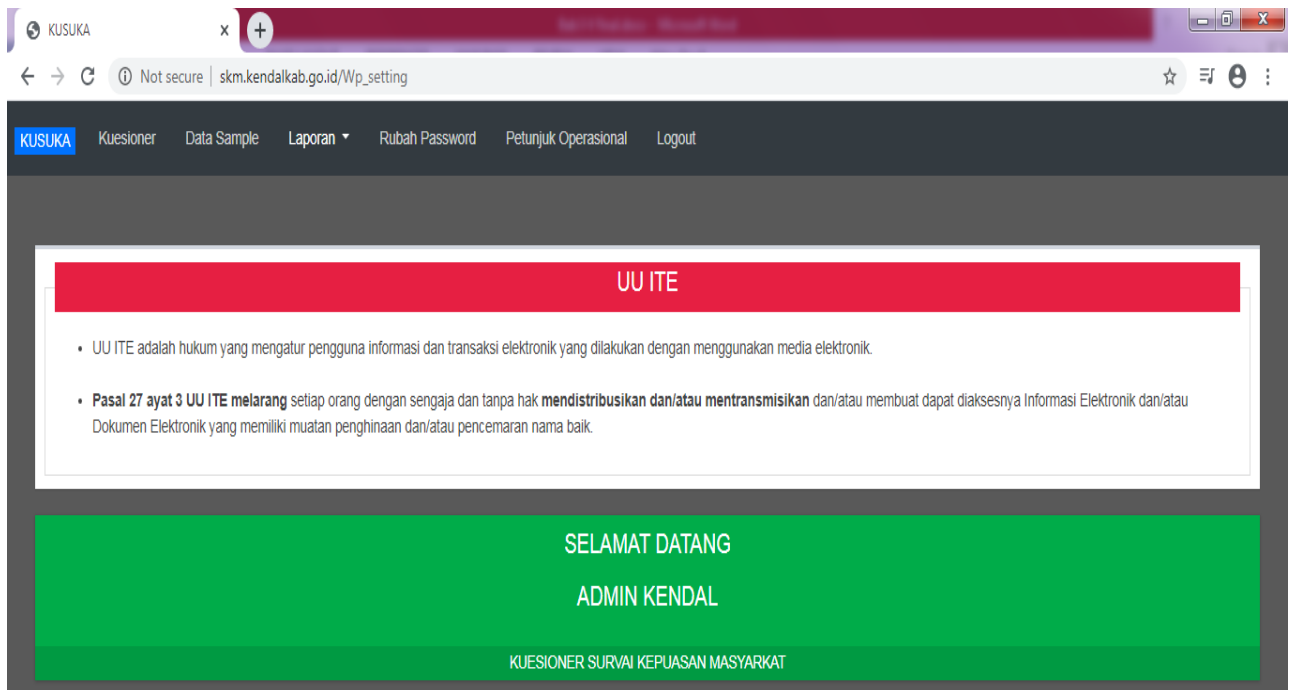 KUSUKA
Not secure | skm.kendalkab.go.id/Wp_setting
KUSUKA Kuesioner Data Sample Laporan Rubah Password Petunjuk Operasional Logout
UU ITE
UU ITE adalah hukum yang mengatur pengguna informasi dan transaksi elektronik yang dilakukan dengan menggunakan media elektronik.
Pasal 27 ayat 3 UU ITE melarang setiap orang dengan sengaja dan tanpa hak mendistribusikan dan/atau mentransmisikan dan/atau membuat dapat diaksesnya Informasi Elektronik dan/atau
Dokumen Elektronik yang memiliki muatan penghinaan dan/atau pencemaran nama baik.
SELAMAT DATANG
ADMIN KENDAL
KUESIONER SURVAI KEPUASAN MASYARKAT